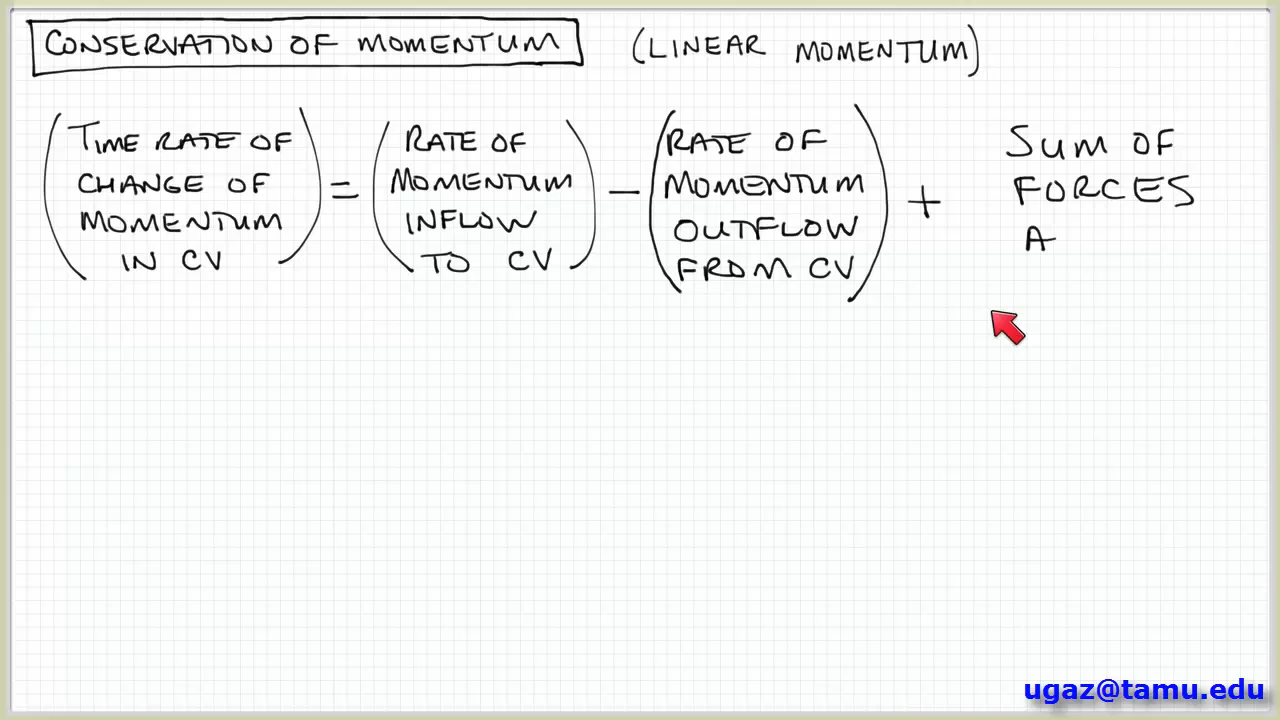 CONSERVATION OF MOMENTUM (LINEAR MOMENTUM)
(TIME RATE OF CHANGE OF MOMENTUM IN CV) = (RATE OF MOMENTUM INFLOW TO CV) − (RATE OF MOMENTUM OUTFLOW FROM CV) + SUM OF FORCES A
ugaz@tamu.edu